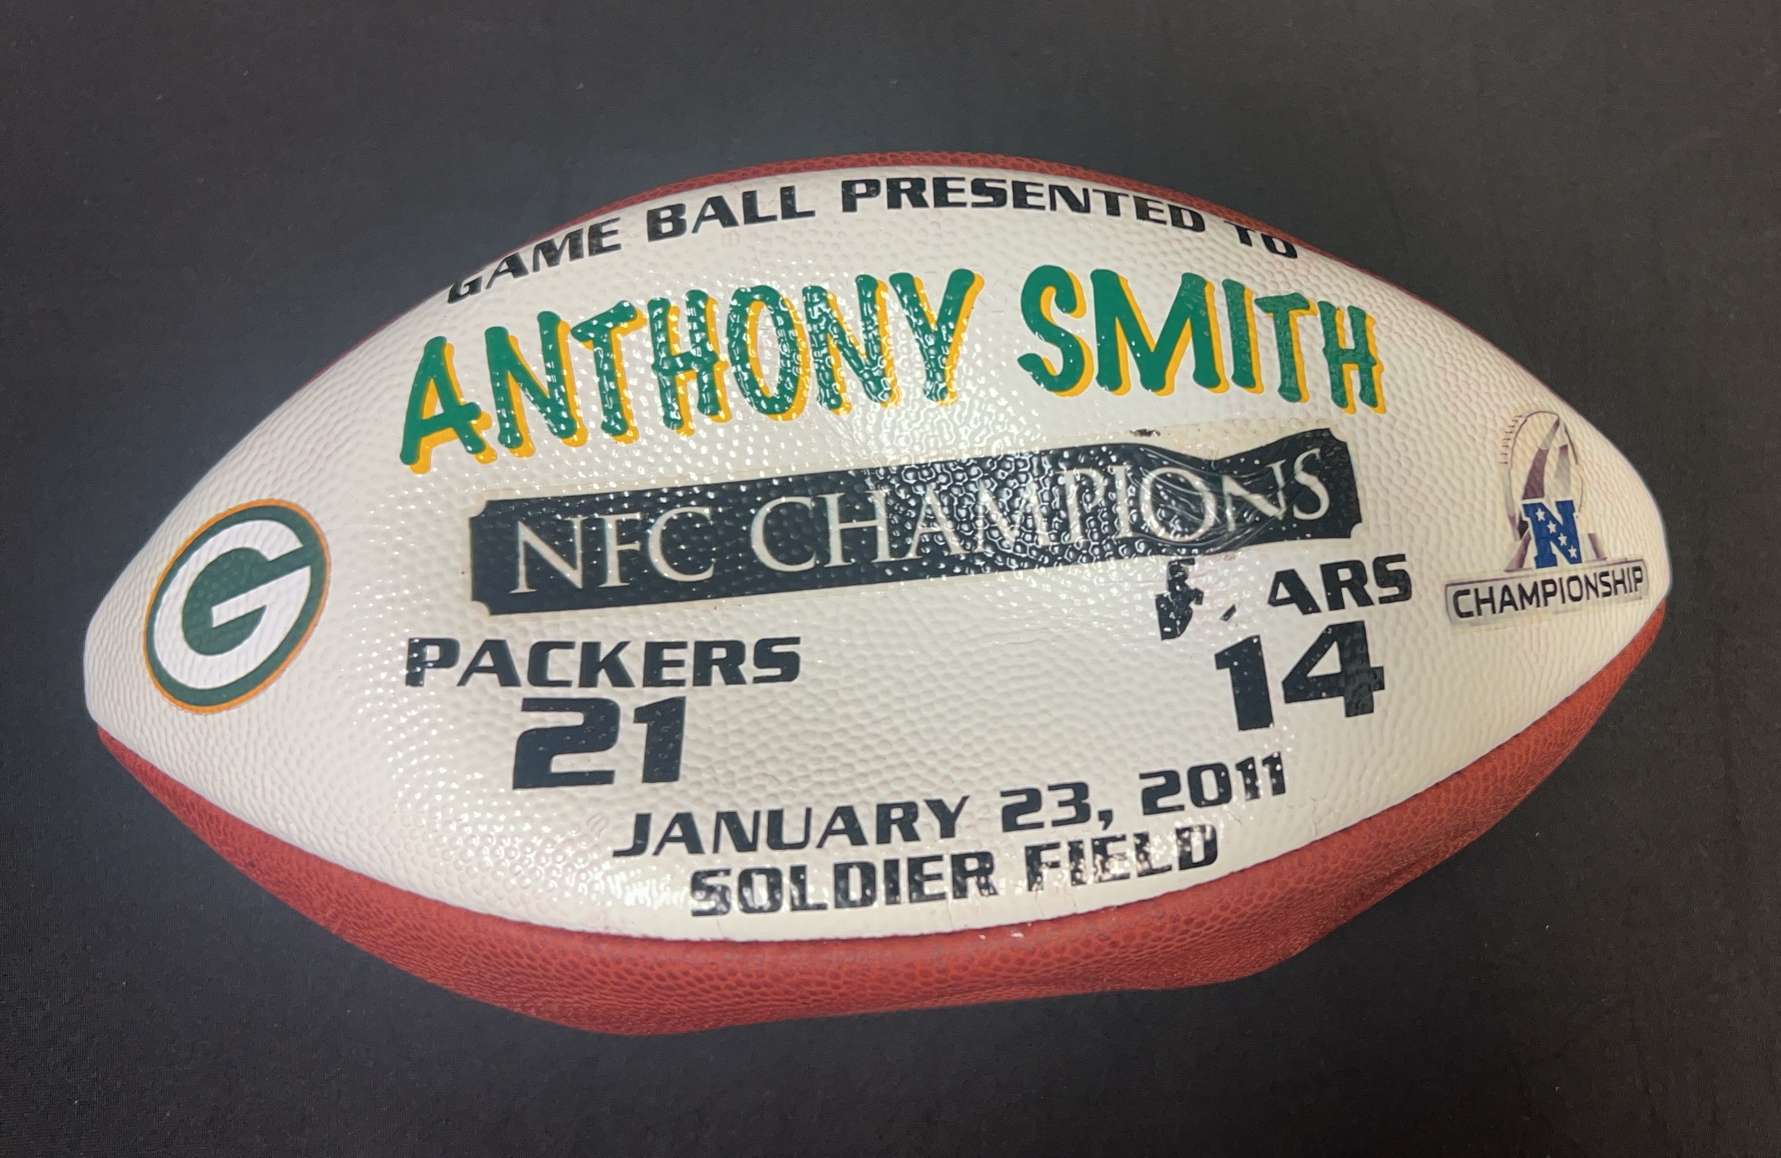 GAME BALL PRESENTED TO
ANTHONY SMITH
NFC CHAMPIONS
G
N
CHAMPIONSHIP
PACKERS
ARS
21
14
JANUARY 23, 2011
SOLDIER FIELD